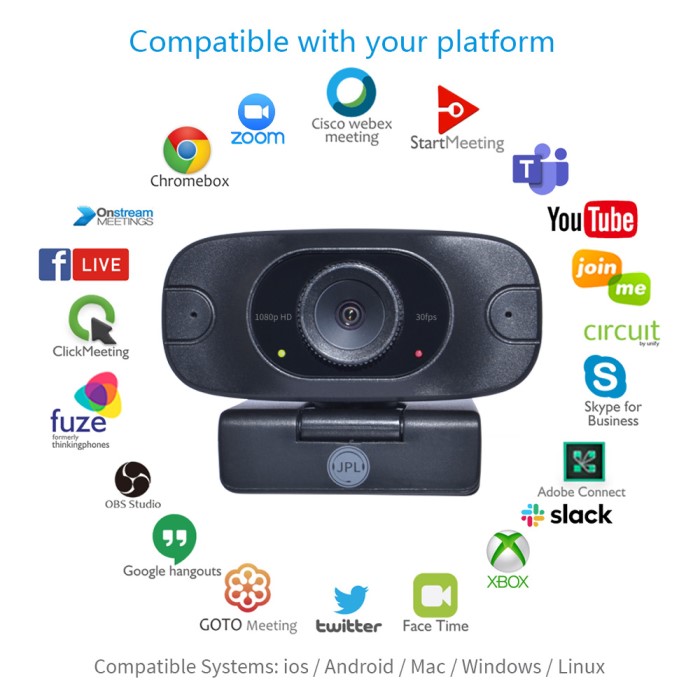 Compatible with your platform
Cisco webex
meeting
zoom
StartMeeting
Chromebox
T
Onstream
MEETINGS
YouTube
f LIVE
join
me
ClickMeeting
circuit
by unify
1080p HD
30fps
fuze
formerly
thinkingphones
S
Skype for
Business
JPL
OBS Studio
Adobe Connect
slack
Google hangouts
XBOX
GOTO Meeting
twitter
Face Time
Compatible Systems: ios / Android / Mac / Windows / Linux